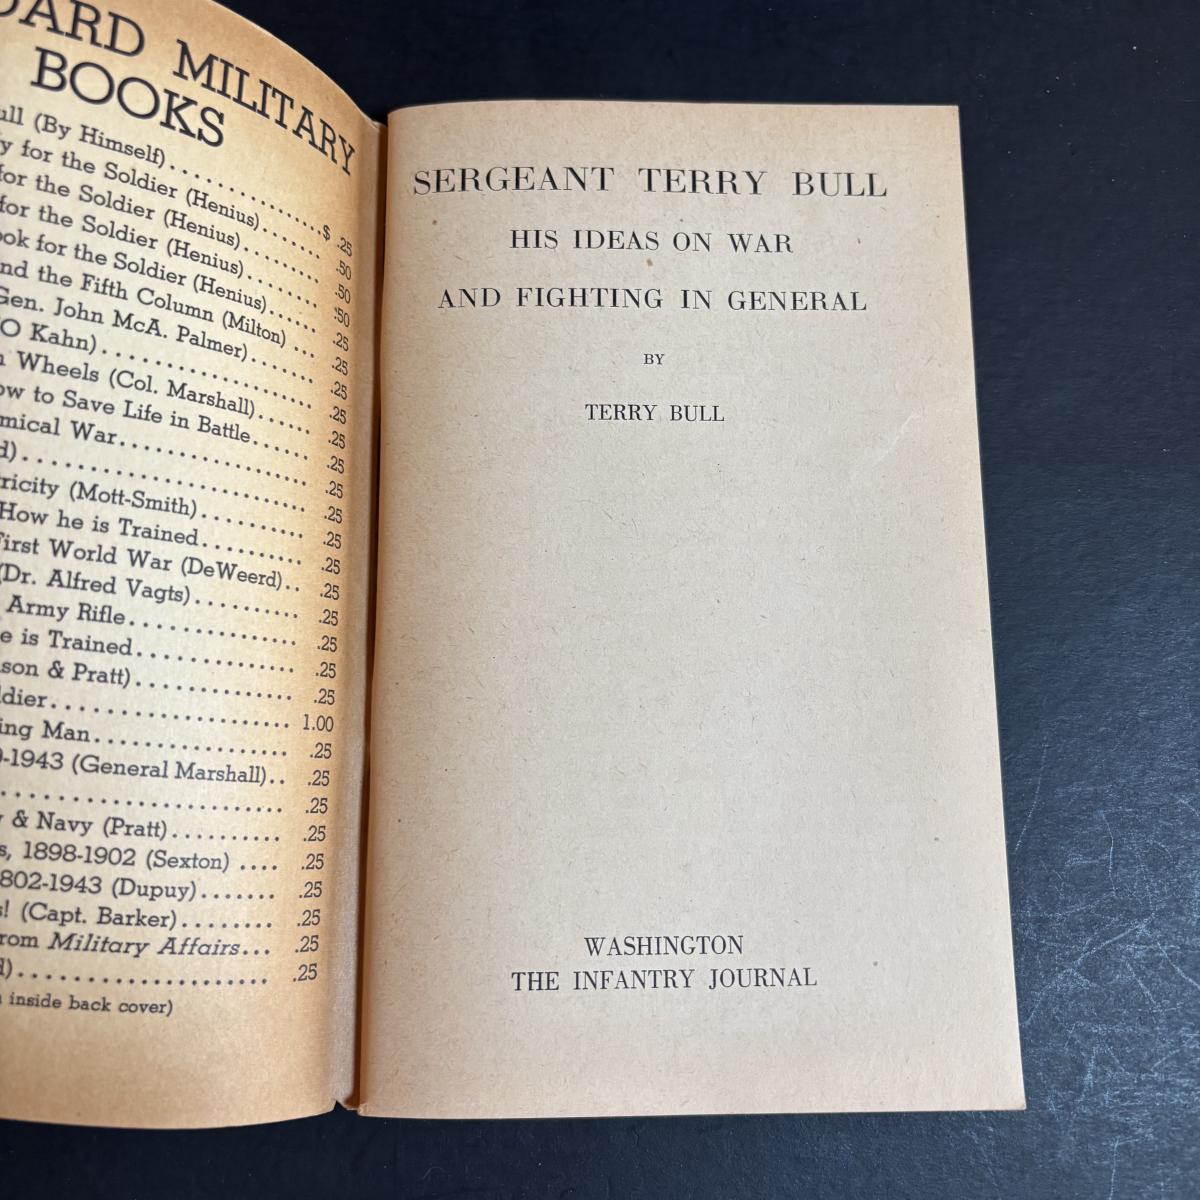 DARD MILITARY
BOOKS
ull (By Himself) . . . . . . . . . . . . . . . . . $ .25
y for the Soldier (Henius) . . . . . . . .50
for the Soldier (Henius) . . . . . . . . . .50
for the Soldier (Henius) . . . . . . . . . .50
ok for the Soldier (Henius) . . . . . . .25
nd the Fifth Column (Milton) . . . .25
Gen. John McA. Palmer) . . . . . . . .25
O Kahn) . . . . . . . . . . . . . . . . . . .25
n Wheels (Col. Marshall) . . . . . . .25
ow to Save Life in Battle . . . . . . .25
mical War . . . . . . . . . . . . . . . . . .25
d) . . . . . . . . . . . . . . . . . . . . . . . .25
ricity (Mott-Smith) . . . . . . . . . . .25
How he is Trained . . . . . . . . . . .25
First World War (DeWeerd) . . .25
(Dr. Alfred Vagts) . . . . . . . . . . .25
Army Rifle . . . . . . . . . . . . . . . .25
e is Trained . . . . . . . . . . . . . . .25
son & Pratt) . . . . . . . . . . . . . . .25
ldier . . . . . . . . . . . . . . . . . . . . 1.00
ing Man . . . . . . . . . . . . . . . . . .25
-1943 (General Marshall) . . .25
. . . . . . . . . . . . . . . . . . . . . . . .25
& Navy (Pratt) . . . . . . . . . . .25
s, 1898-1902 (Sexton) . . . . .25
802-1943 (Dupuy) . . . . . . . .25
s! (Capt. Barker) . . . . . . . . .25
rom Military Affairs . . . .25
) . . . . . . . . . . . . . . . . . . . . . .25
inside back cover)
SERGEANT TERRY BULL
HIS IDEAS ON WAR
AND FIGHTING IN GENERAL
BY
TERRY BULL
WASHINGTON
THE INFANTRY JOURNAL